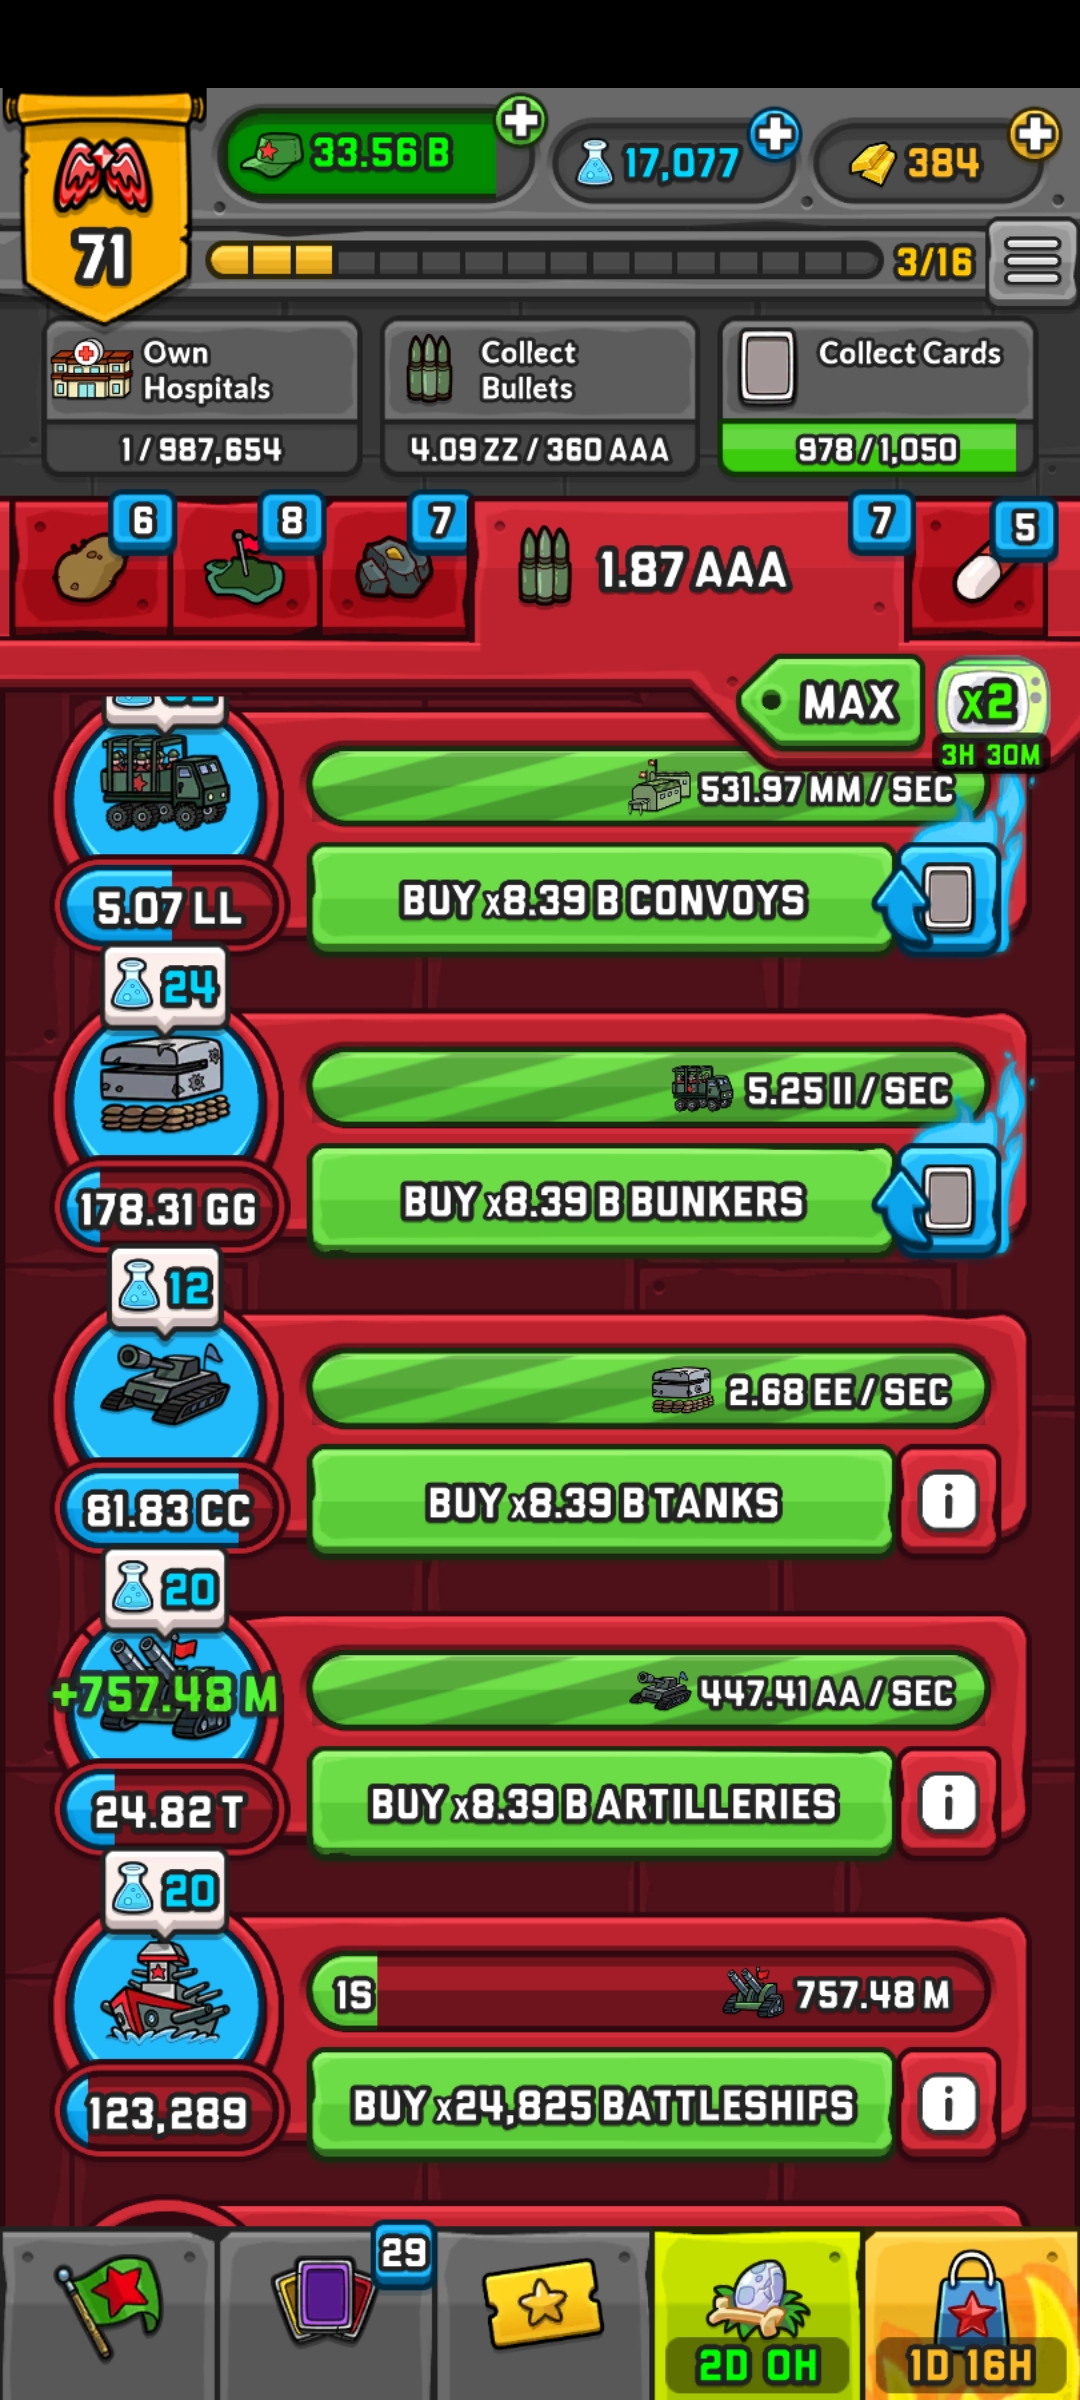 33.56 B
17,077
384
71
3/16
Own
Hospitals
1/987,654
Collect
Bullets
4.09 ZZ / 360 AAA
Collect Cards
978/1,050
6
8
7
1.87 AAA
7
5
MAX
x2
3H 30M
531.97 MM / SEC
BUY x8.39 B CONVOYS
5.07 LL
24
5.25 II / SEC
BUY x8.39 B BUNKERS
178.31 GG
12
2.68 EE / SEC
BUY x8.39 B TANKS
81.83 CC
20
+757.48 M
447.41 AA / SEC
BUY x8.39 B ARTILLERIES
24.82 T
20
1S
757.48 M
BUY x24,825 BATTLESHIPS
123,289
29
2D 0H
1D 16H